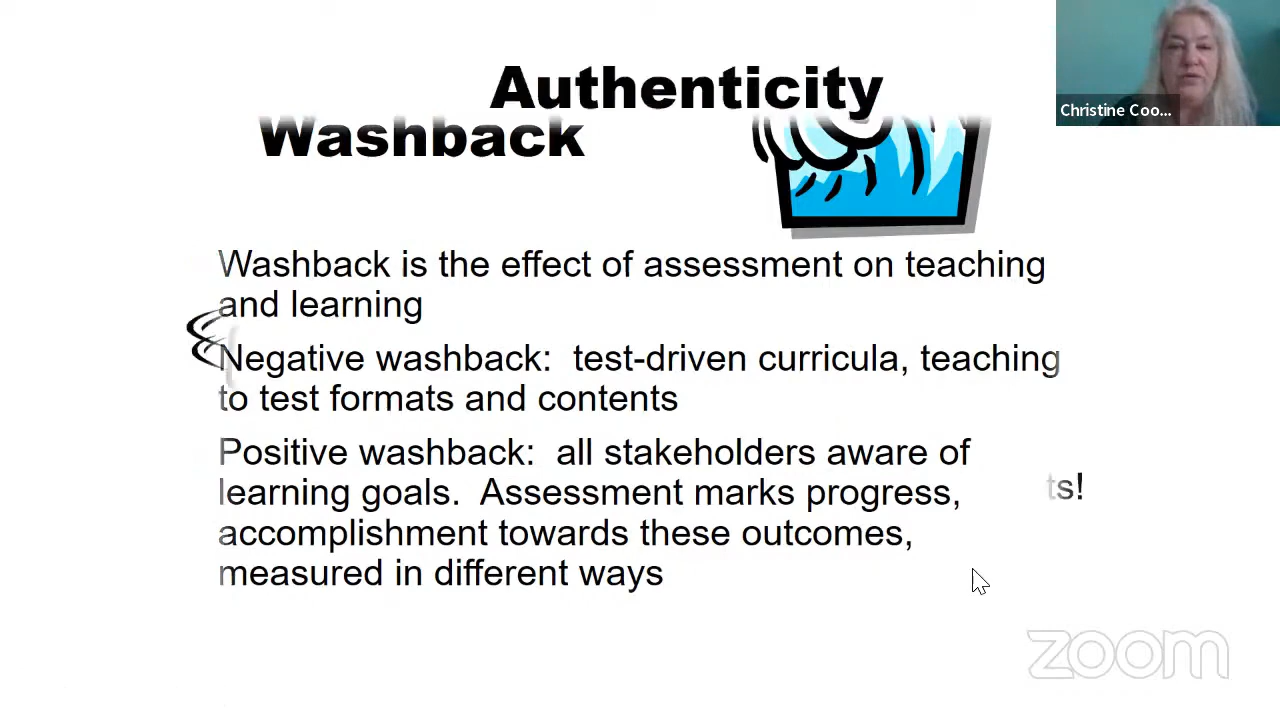 Authenticity
Christine Coo...
Washback
Washback is the effect of assessment on teaching
and learning
Negative washback: test-driven curricula, teaching
to test formats and contents
Positive washback: all stakeholders aware of
learning goals. Assessment marks progress,
ts!
accomplishment towards these outcomes,
measured in different ways
zoom